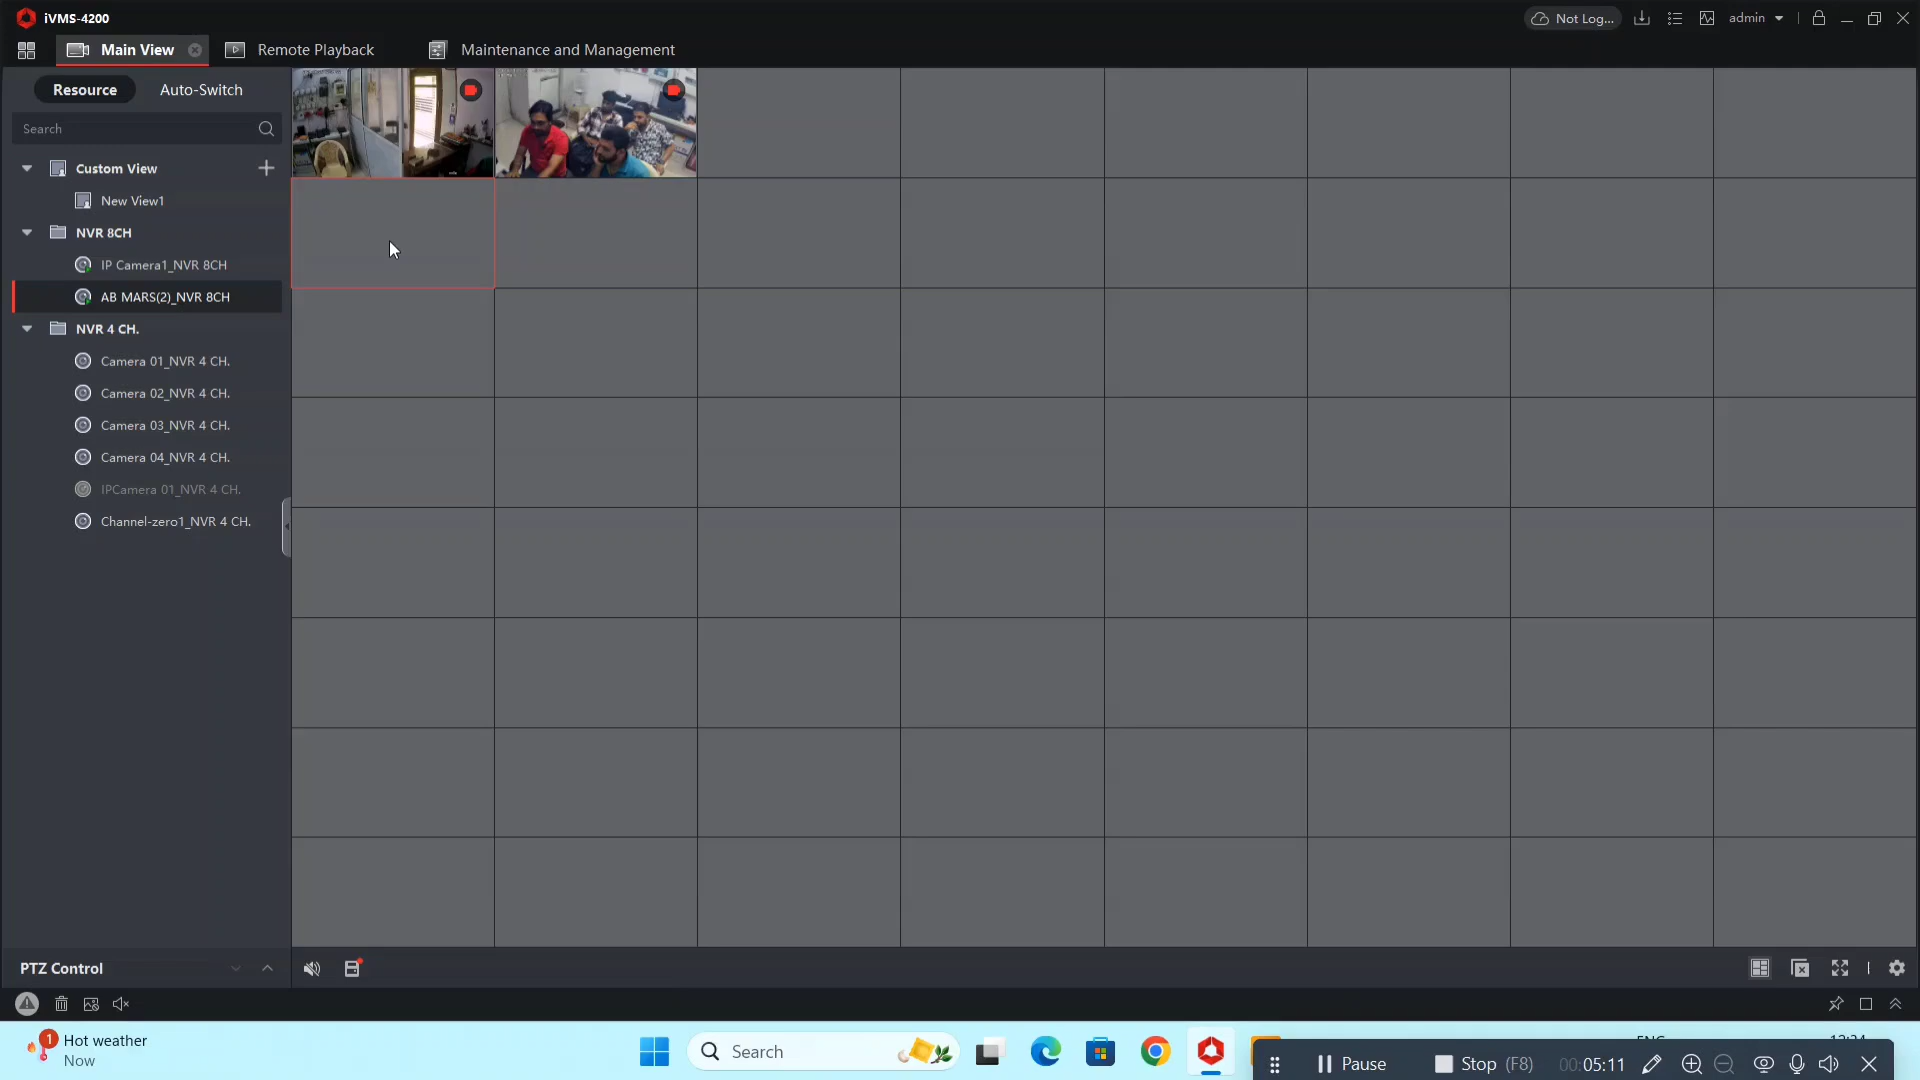 iVMS-4200
Not Log...
admin
Main View
Remote Playback
Maintenance and Management
Resource
Auto-Switch
Search
Custom View
New View1
NVR 8CH
IP Camera1_NVR 8CH
AB MARS(2)_NVR 8CH
NVR 4 CH.
Camera 01_NVR 4 CH.
Camera 02_NVR 4 CH.
Camera 03_NVR 4 CH.
Camera 04_NVR 4 CH.
IPCamera 01_NVR 4 CH.
Channel-zero1_NVR 4 CH.
PTZ Control
1
Hot weather
Now
Search
Pause
Stop (F8)
00:05:11